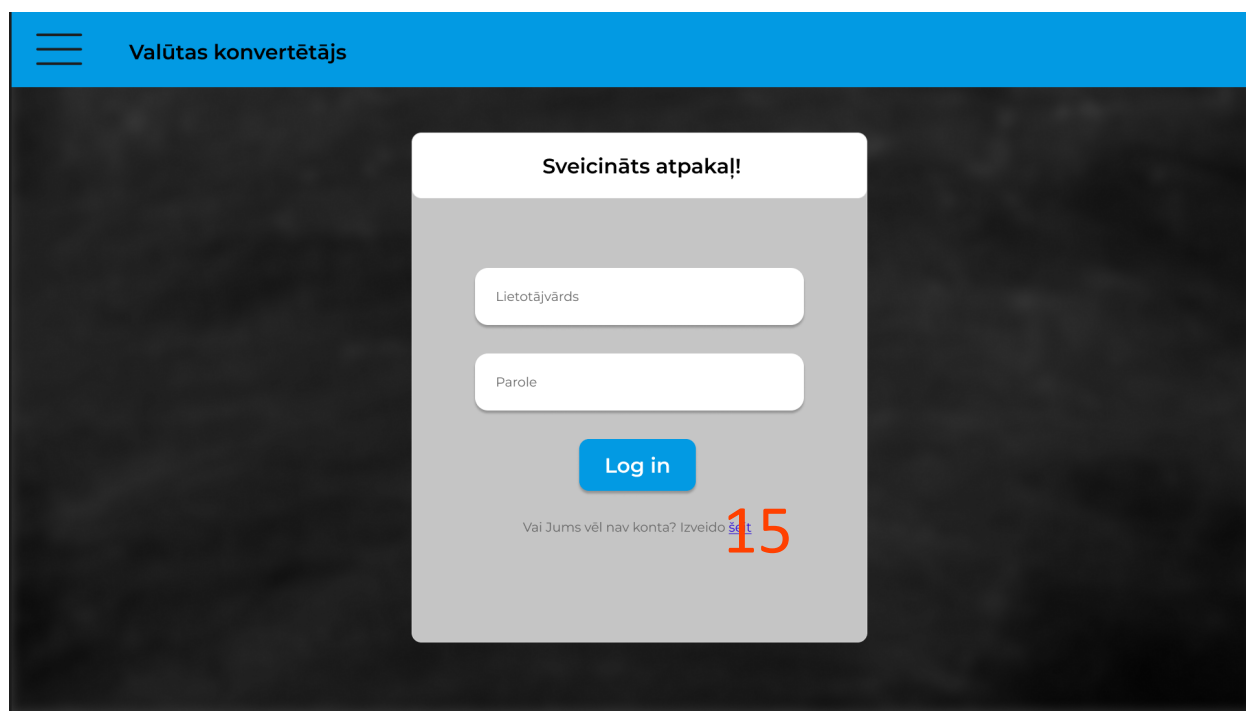 Valūtas konvertētājs
Sveicināts atpakaļ!
Lietotājvārds
Parole
Log in
Vai Jums vēl nav konta? Izveido šeit
15